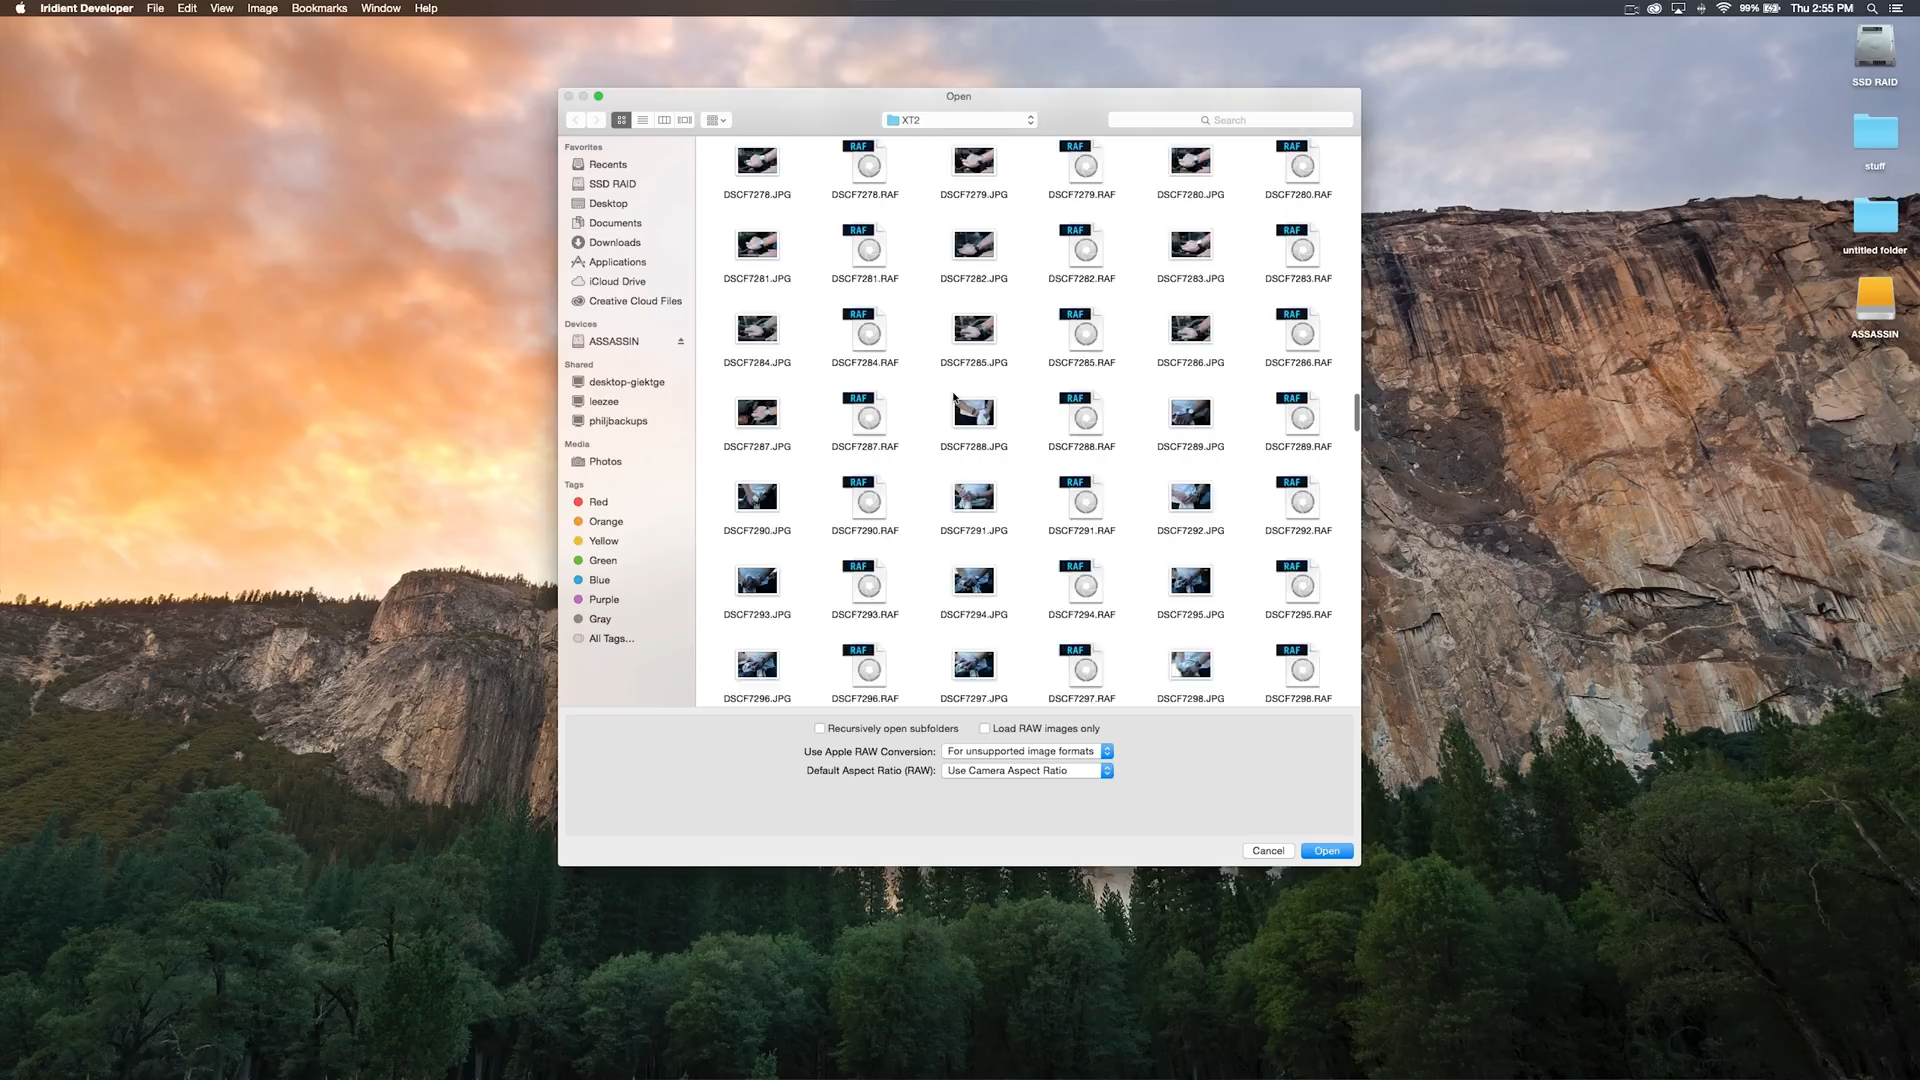 Iridient Developer File Edit View Image Bookmarks Window Help 99% Thu 2:55 PM
SSD RAID
stuff
untitled folder
ASSASSIN
Open
XT2
Search
Favorites
Recents
SSD RAID
Desktop
Documents
Downloads
Applications
iCloud Drive
Creative Cloud Files
Devices
ASSASSIN
Shared
desktop-giektge
leezee
philjbackups
Media
Photos
Tags
Red
Orange
Yellow
Green
Blue
Purple
Gray
All Tags...
RAF RAF RAF
DSCF7278.JPG DSCF7278.RAF DSCF7279.JPG DSCF7279.RAF DSCF7280.JPG DSCF7280.RAF
RAF RAF RAF
DSCF7281.JPG DSCF7281.RAF DSCF7282.JPG DSCF7282.RAF DSCF7283.JPG DSCF7283.RAF
RAF RAF RAF
DSCF7284.JPG DSCF7284.RAF DSCF7285.JPG DSCF7285.RAF DSCF7286.JPG DSCF7286.RAF
RAF RAF RAF
DSCF7287.JPG DSCF7287.RAF DSCF7288.JPG DSCF7288.RAF DSCF7289.JPG DSCF7289.RAF
RAF RAF RAF
DSCF7290.JPG DSCF7290.RAF DSCF7291.JPG DSCF7291.RAF DSCF7292.JPG DSCF7292.RAF
RAF RAF RAF
DSCF7293.JPG DSCF7293.RAF DSCF7294.JPG DSCF7294.RAF DSCF7295.JPG DSCF7295.RAF
RAF RAF RAF
DSCF7296.JPG DSCF7296.RAF DSCF7297.JPG DSCF7297.RAF DSCF7298.JPG DSCF7298.RAF
Recursively open subfolders Load RAW images only
Use Apple RAW Conversion: For unsupported image formats
Default Aspect Ratio (RAW): Use Camera Aspect Ratio
Cancel Open